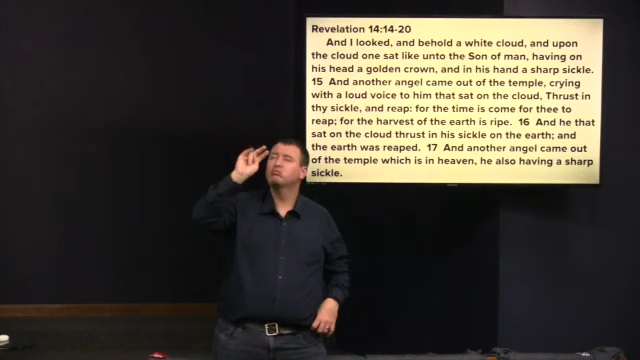 Revelation 14:14-20
And I looked, and behold a white cloud, and upon
the cloud one sat like unto the Son of man, having on
his head a golden crown, and in his hand a sharp sickle.
15 And another angel came out of the temple, crying
with a loud voice to him that sat on the cloud, Thrust in
thy sickle, and reap: for the time is come for thee to
reap; for the harvest of the earth is ripe. 16 And he that
sat on the cloud thrust in his sickle on the earth; and
the earth was reaped. 17 And another angel came out
of the temple which is in heaven, he also having a sharp
sickle.